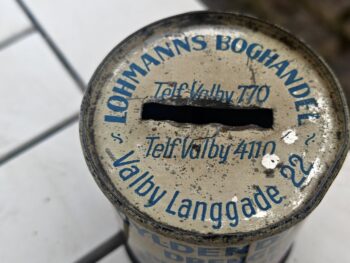 LOHMANNS BOGHANDEL
Telf. Valby 770
Telf. Valby 4110
~ Valby Langgade 22 ~